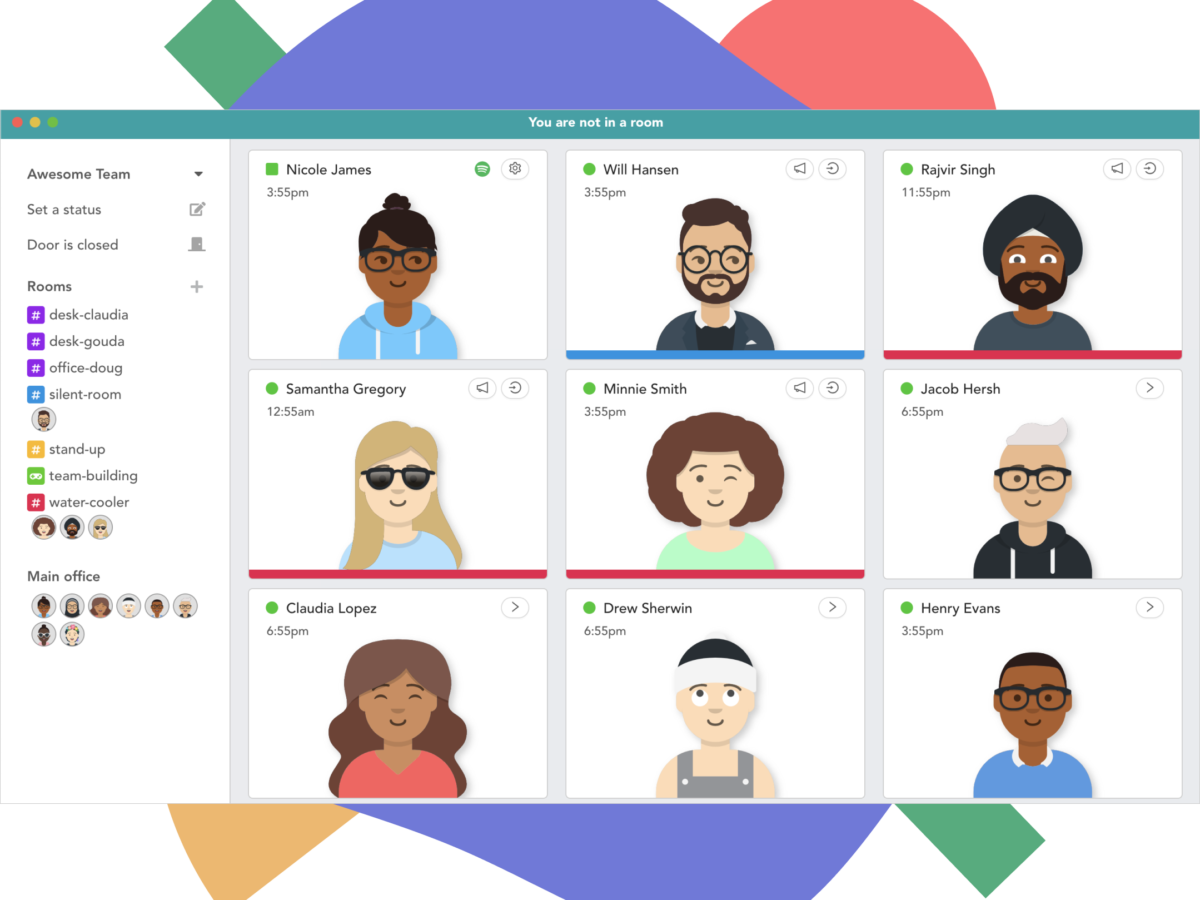 You are not in a room
Awesome Team
Set a status
Door is closed
Rooms
# desk-claudia
# desk-gouda
# office-doug
# silent-room
# stand-up
team-building
# water-cooler
Main office
Nicole James
3:55pm
Will Hansen
3:55pm
Rajvir Singh
11:55pm
Samantha Gregory
12:55am
Minnie Smith
3:55pm
Jacob Hersh
6:55pm
Claudia Lopez
6:55pm
Drew Sherwin
6:55pm
Henry Evans
3:55pm